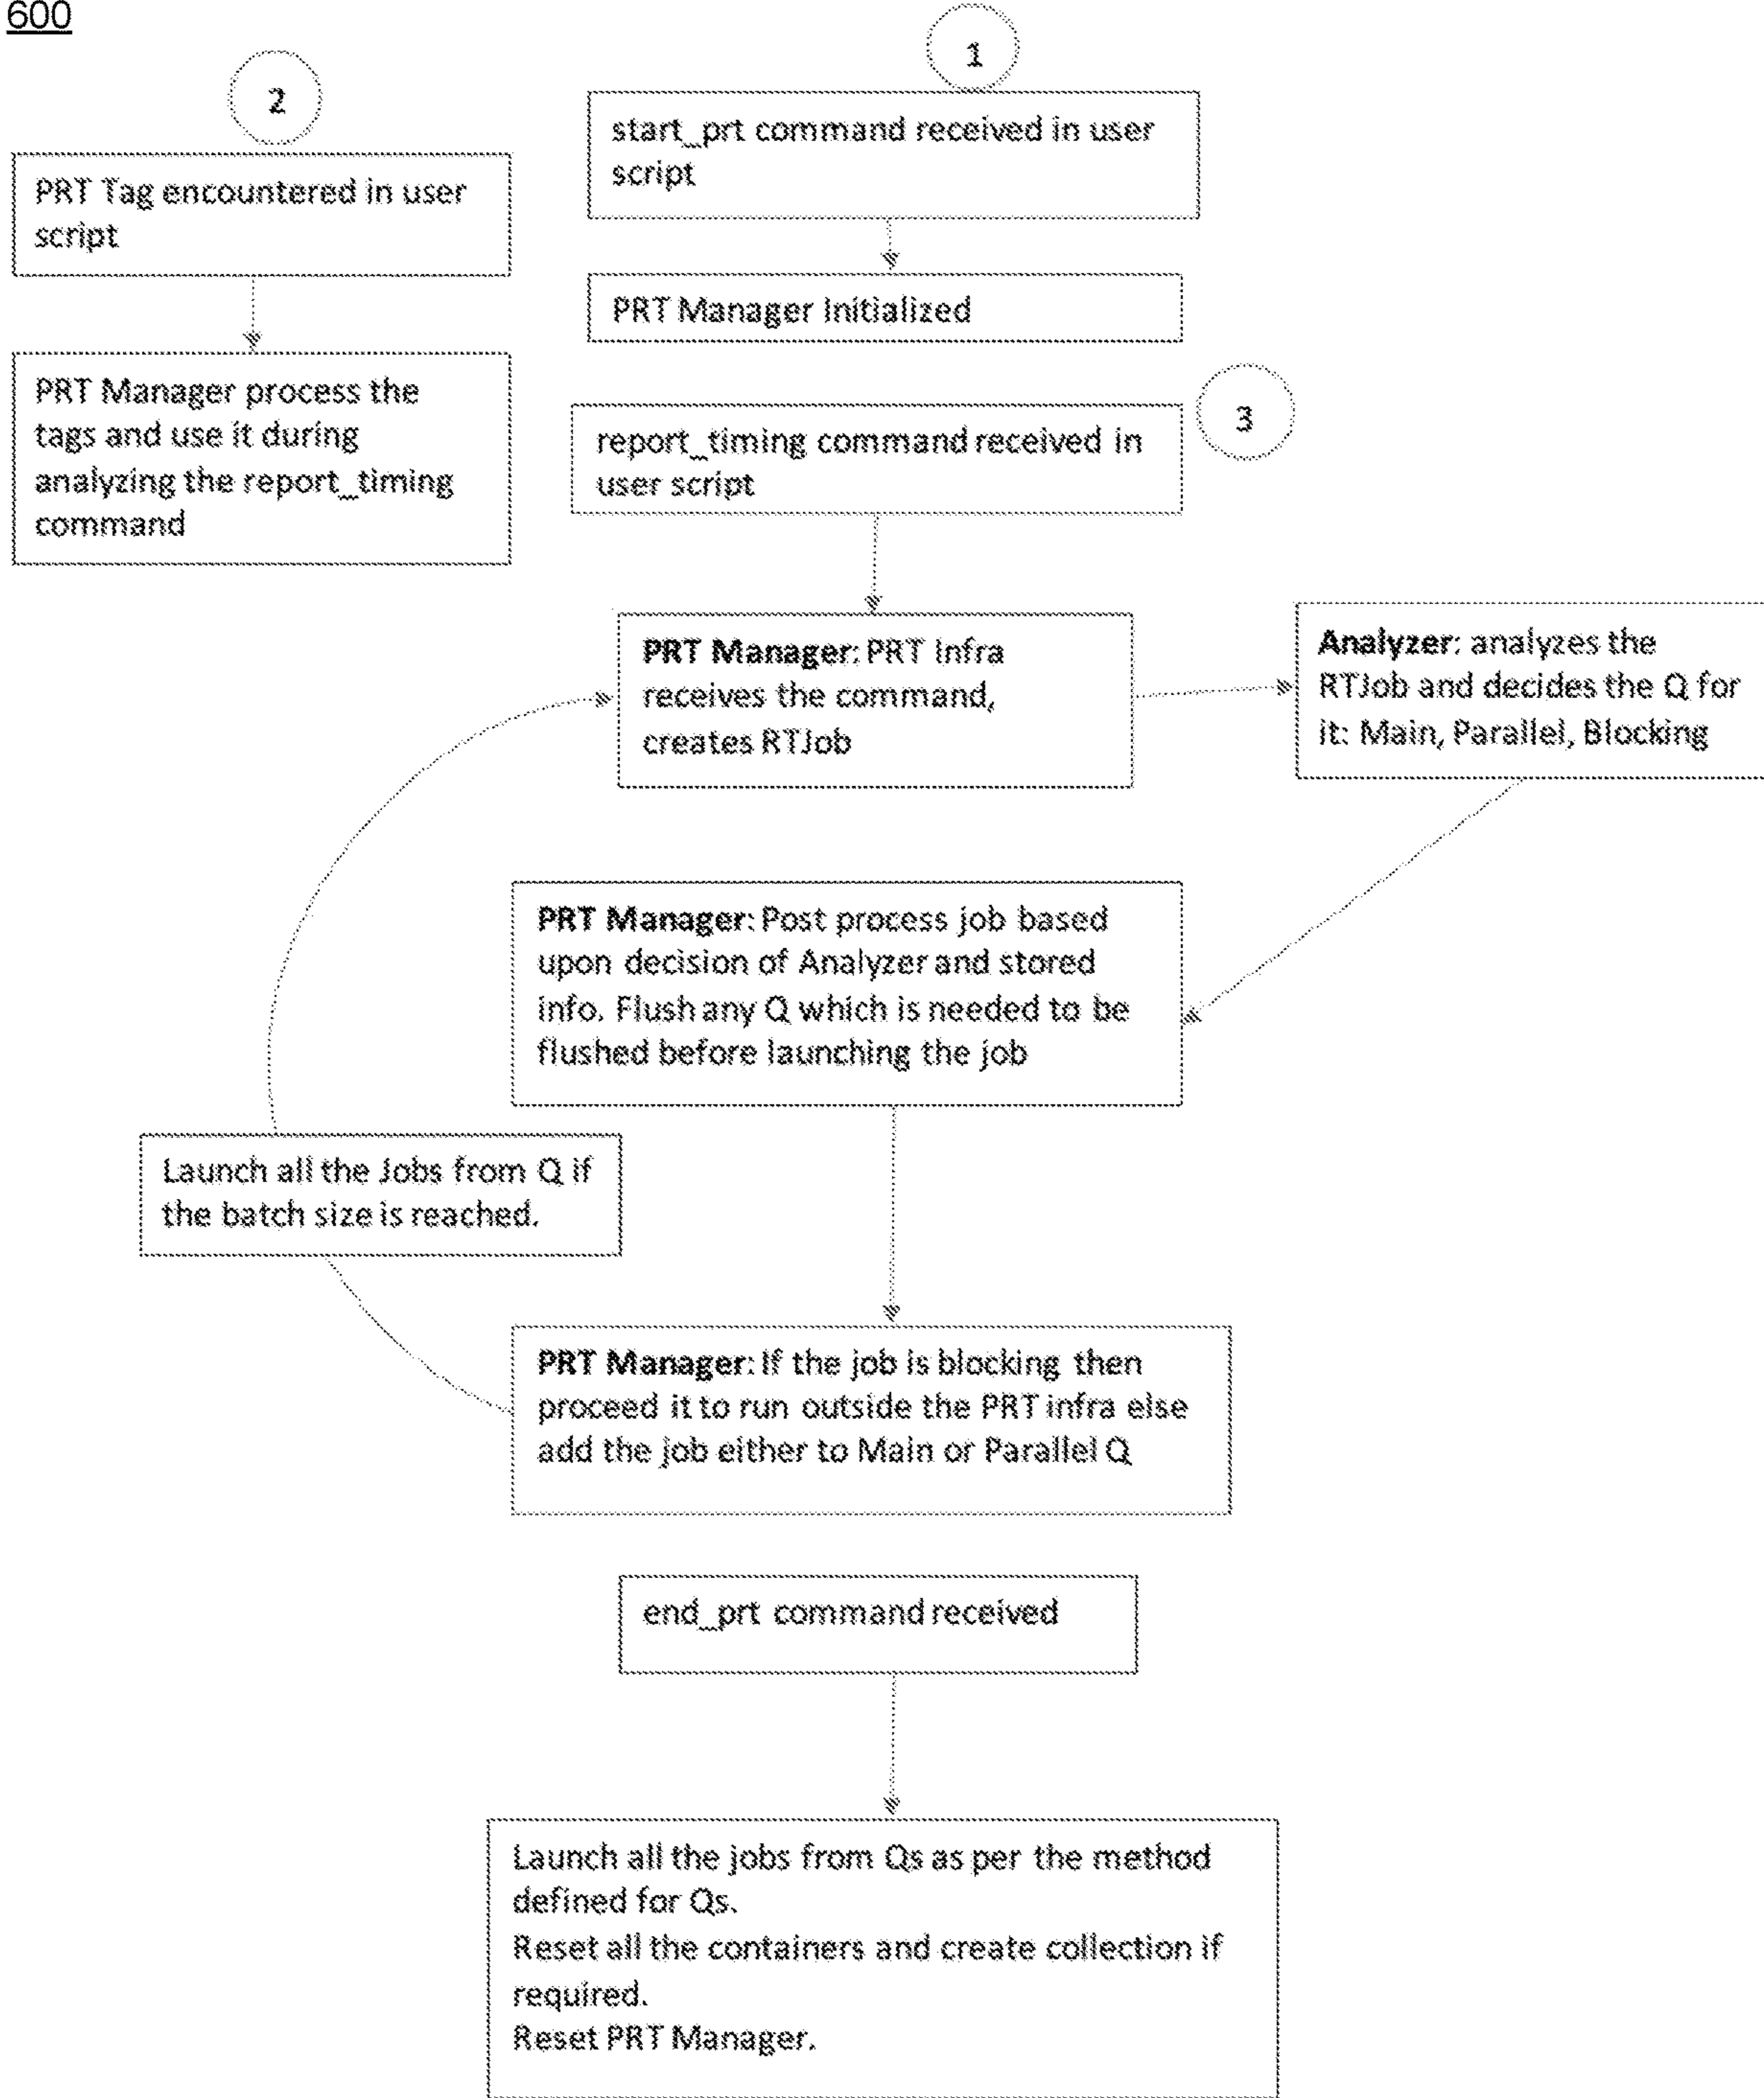 600
1
start_prt command received in user
script
PRT Manager Initialized
2
PRT Tag encountered in user
script
PRT Manager process the
tags and use it during
analyzing the report_timing
command
3
report_timing command received in
user script
PRT Manager: PRT Infra
receives the command,
creates RTJob
Analyzer: analyzes the
RTJob and decides the Q for
it: Main, Parallel, Blocking
PRT Manager: Post process job based
upon decision of Analyzer and stored
info. Flush any Q which is needed to be
flushed before launching the job
Launch all the Jobs from Q if
the batch size is reached.
PRT Manager: If the job is blocking then
proceed it to run outside the PRT infra else
add the job either to Main or Parallel Q
end_prt command received
Launch all the jobs from Qs as per the method
defined for Qs.
Reset all the containers and create collection if
required.
Reset PRT Manager.